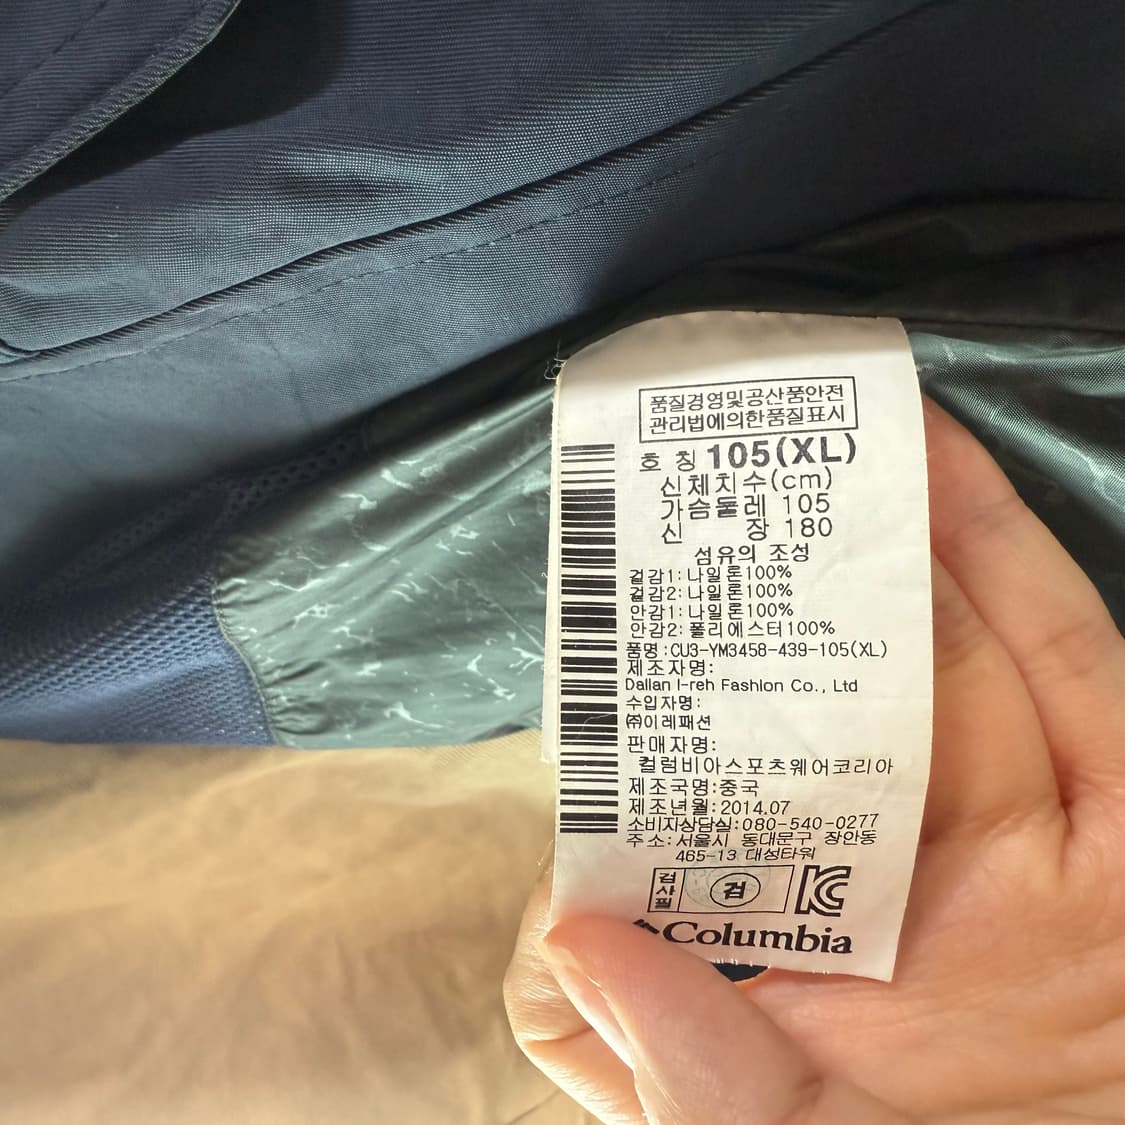 품질경영및공산품안전
관리법에의한품질표시
호 칭 105(XL)
신체치수(cm)
가슴둘레 105
신 장 180
섬유의 조성
겉감1:나일론100%
겉감2:나일론100%
안감1:나일론100%
안감2:폴리에스터100%
품명:CU3-YM3458-439-105(XL)
제조자명:
Dalian I-reh Fashion Co., Ltd
수입자명:
㈜이레패션
판매자명:
컬럼비아스포츠웨어코리아
제조국명:중국
제조년월:2014.07
소비자상담실:080-540-0277
주소:서울시 동대문구 장안동
465-13 대성타워
검사필 검 KC
Columbia